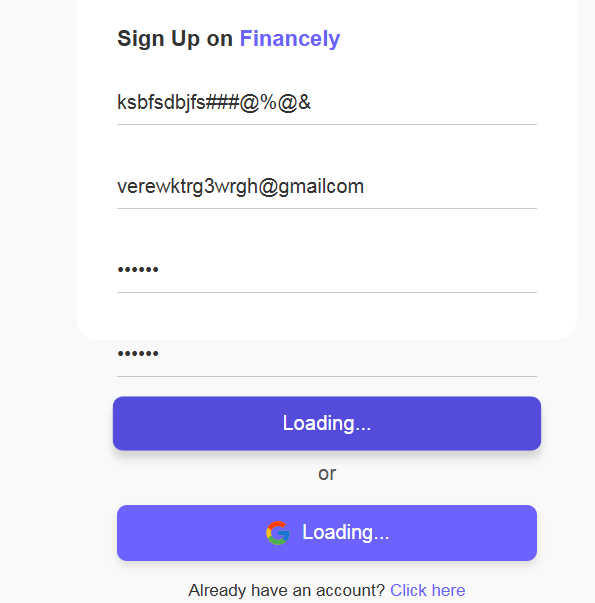 Sign Up on Financely
ksbfsdbjfs###@%@&
verewktrg3wrgh@gmailcom
••••••
••••••
Loading...
or
Loading...
Already have an account? Click here